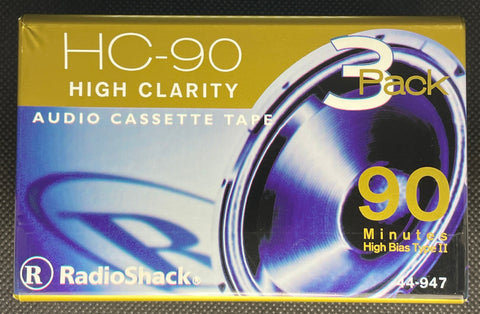 HC-90
HIGH CLARITY
AUDIO CASSETTE TAPE
3
Pack
90
Minutes
High Bias Type II
R RadioShack®
44-947